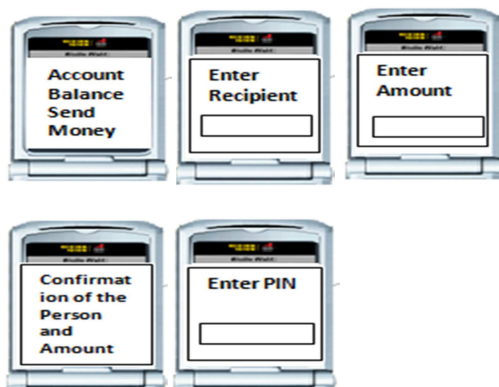 Account
Balance
Send
Money
Enter
Recipient
Enter
Amount
Confirmat
ion of the
Person
and
Amount
Enter PIN